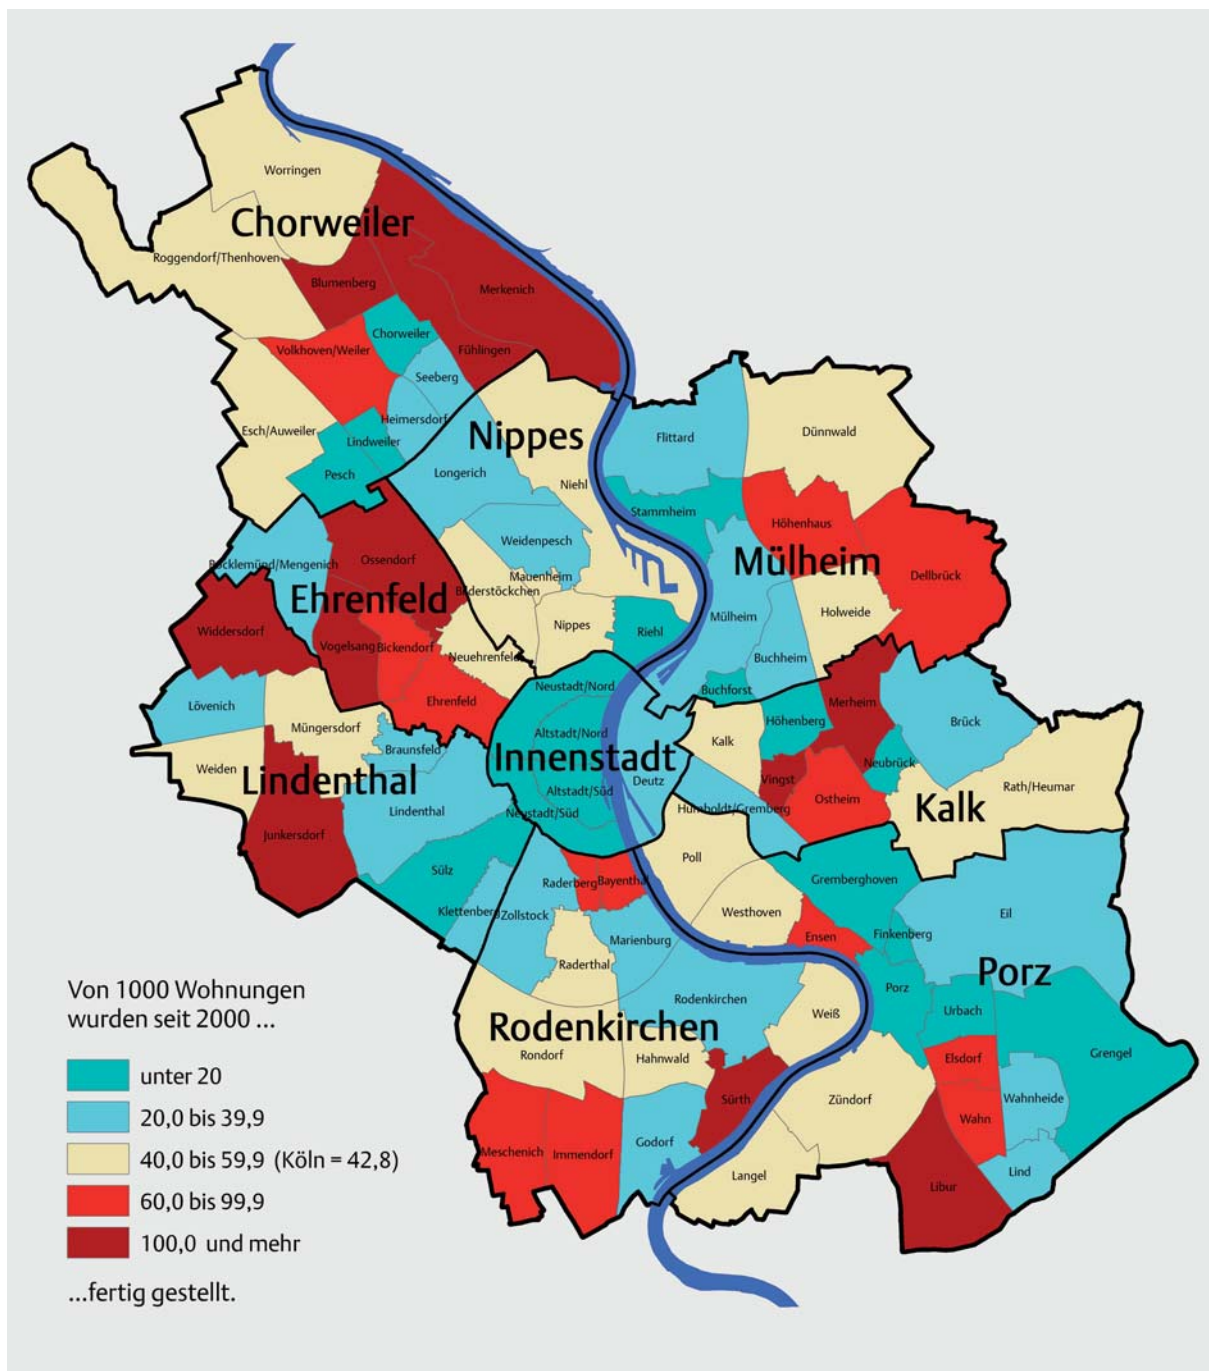 Worringen
Chorweiler
Roggendorf/Thenhoven
Blumenberg
Merkenich
Chorweiler
Volkhoven/Weiler
Fühlingen
Seeberg
Heimersdorf
Esch/Auweiler
Lindweiler
Pesch
Nippes
Longerich
Niehl
Flittard
Dünnwald
Stammheim
Höhenhaus
Mülheim
Dellbrück
Weidenpesch
Mauenheim
Bilderstöckchen
Nippes
Riehl
Mülheim
Holweide
Buchheim
Buchforst
Ossendorf
Bocklemünd/Mengenich
Ehrenfeld
Widdersdorf
Vogelsang
Bickendorf
Neuehrenfeld
Ehrenfeld
Neustadt/Nord
Altstadt/Nord
Innenstadt
Deutz
Altstadt/Süd
Neustadt/Süd
Lövenich
Müngersdorf
Braunsfeld
Weiden
Lindenthal
Lindenthal
Junkersdorf
Sülz
Klettenberg
Höhenberg
Merheim
Brück
Kalk
Neubrück
Vingst
Ostheim
Rath/Heumar
Kalk
Humboldt/Gremberg
Poll
Westhoven
Gremberghoven
Ensen
Finkenberg
Eil
Porz
Porz
Urbach
Grengel
Elsdorf
Wahnheide
Wahn
Lind
Libur
Zündorf
Langel
Raderberg
Bayenthal
Zollstock
Marienburg
Raderthal
Rodenkirchen
Weiß
Rodenkirchen
Rondorf
Hahnwald
Sürth
Meschenich
Immendorf
Godorf
Von 1000 Wohnungen
wurden seit 2000 ...
unter 20
20,0 bis 39,9
40,0 bis 59,9 (Köln = 42,8)
60,0 bis 99,9
100,0 und mehr
...fertig gestellt.